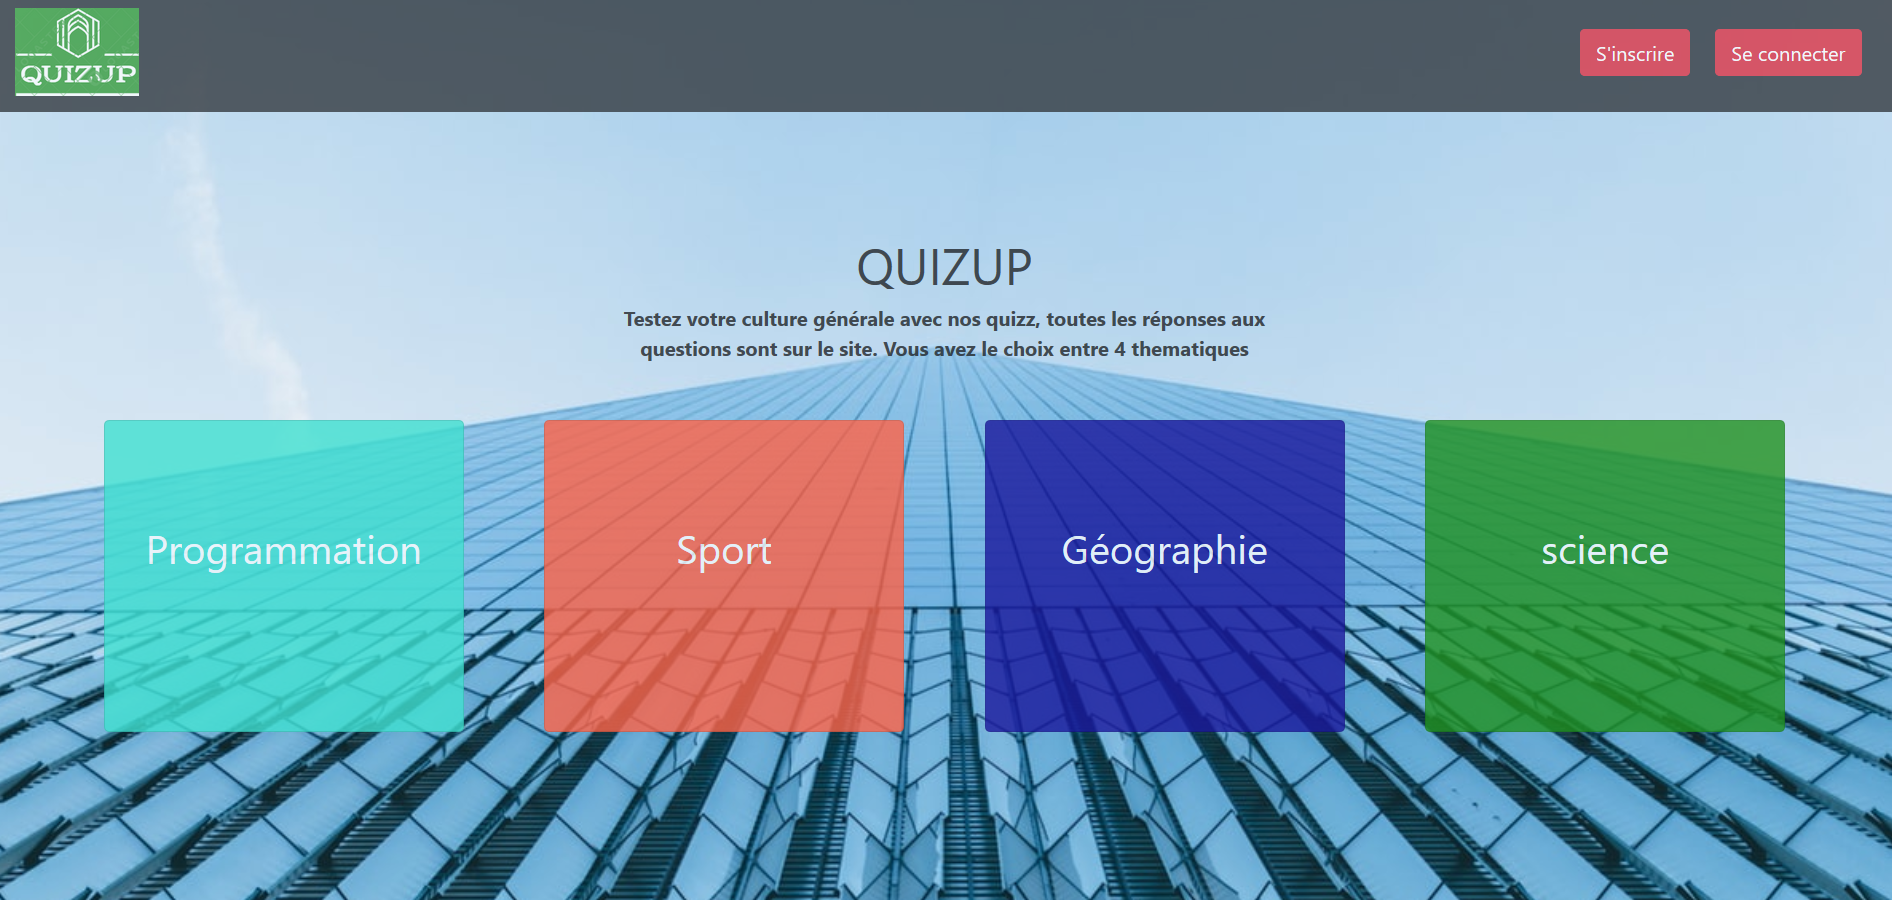 QUIZUP
S'inscrire
Se connecter
QUIZUP
Testez votre culture générale avec nos quizz, toutes les réponses aux
questions sont sur le site. Vous avez le choix entre 4 thematiques
Programmation
Sport
Géographie
science